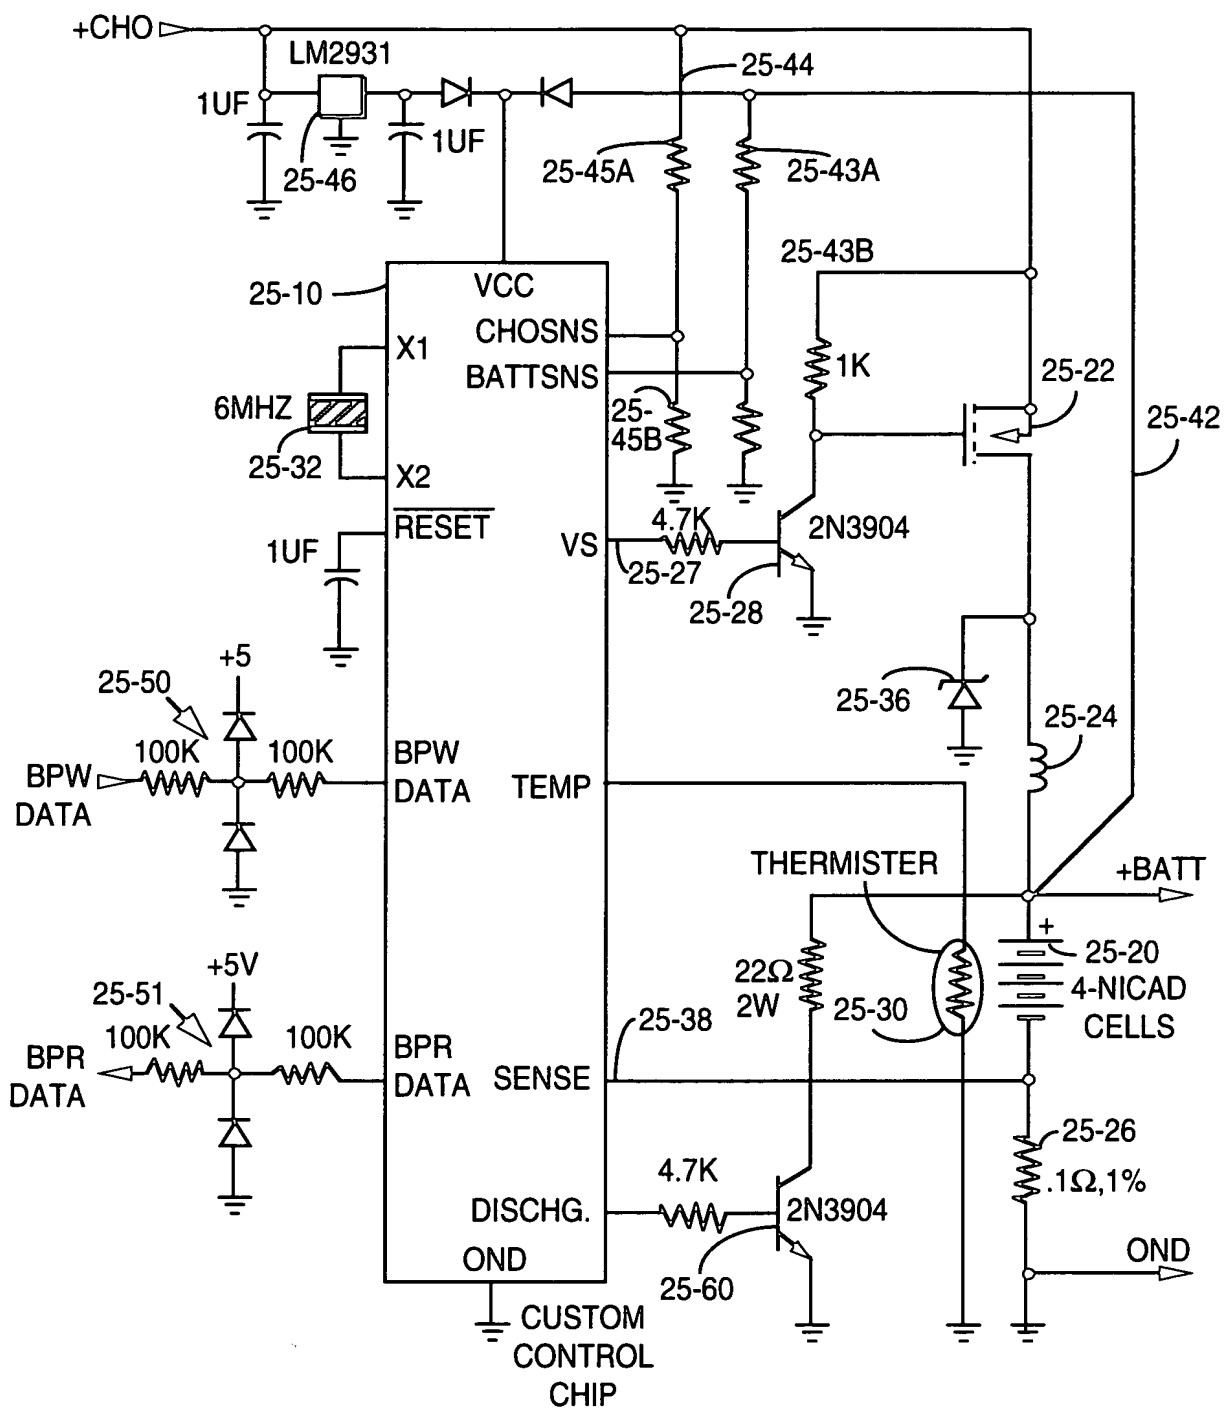 +CHO
LM2931
25-44
1UF
1UF
25-46
25-45A
25-43A
25-43B
25-10
VCC
CHOSNS
X1
BATTSNS
1K
25-22
6MHZ
25-
45B
25-42
25-32
X2
RESET
4.7K
2N3904
1UF
VS
25-27
25-28
+5
25-50
25-36
25-24
100K
100K
BPW
DATA
BPW
DATA
TEMP
THERMISTER
+BATT
+
25-20
4-NICAD
CELLS
22Ω
2W
25-30
+5V
25-51
100K
100K
25-38
BPR
DATA
BPR
DATA
SENSE
25-26
.1Ω,1%
4.7K
DISCHG.
2N3904
OND
OND
25-60
CUSTOM
CONTROL
CHIP